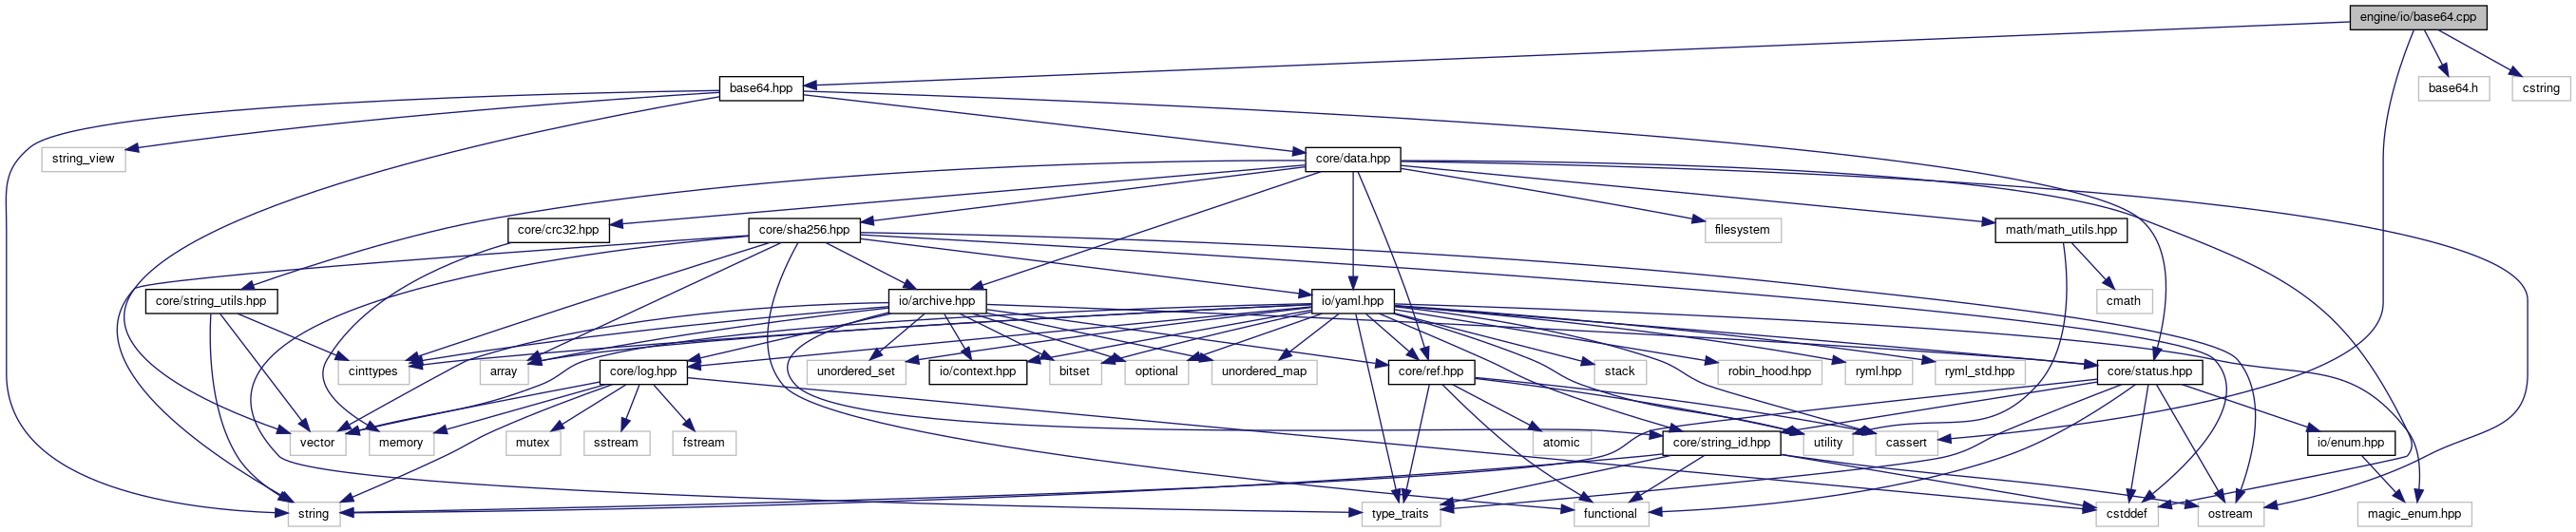 engine/io/base64.cpp
base64.hpp
base64.h
cstring
string_view
core/data.hpp
core/crc32.hpp
core/sha256.hpp
filesystem
math/math_utils.hpp
core/string_utils.hpp
io/archive.hpp
io/yaml.hpp
cmath
cinttypes
array
core/log.hpp
unordered_set
io/context.hpp
bitset
optional
unordered_map
core/ref.hpp
stack
robin_hood.hpp
ryml.hpp
ryml_std.hpp
core/status.hpp
vector
memory
mutex
sstream
fstream
atomic
core/string_id.hpp
utility
cassert
io/enum.hpp
string
type_traits
functional
cstddef
ostream
magic_enum.hpp